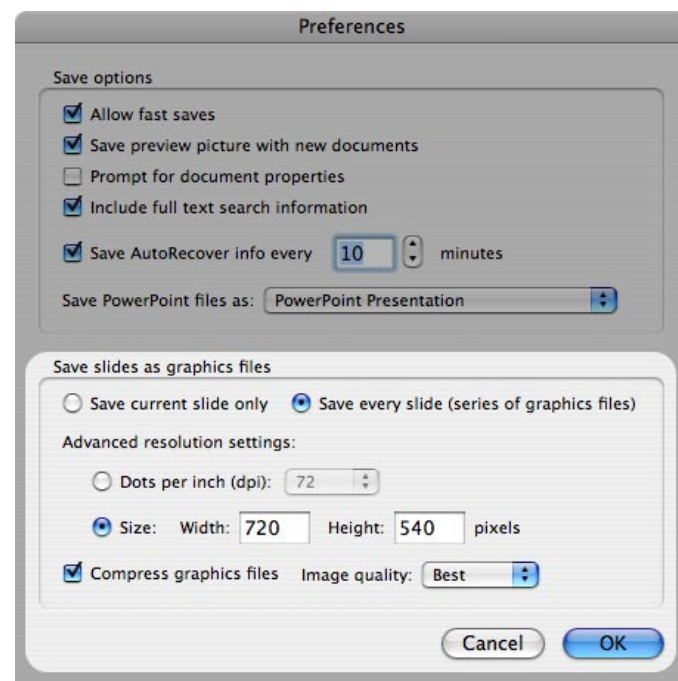 Preferences
Save options
Allow fast saves
Save preview picture with new documents
Prompt for document properties
Include full text search information
Save AutoRecover info every 10 minutes
Save PowerPoint files as: PowerPoint Presentation
Save slides as graphics files
Save current slide only Save every slide (series of graphics files)
Advanced resolution settings:
Dots per inch (dpi): 72
Size: Width: 720 Height: 540 pixels
Compress graphics files Image quality: Best
Cancel OK